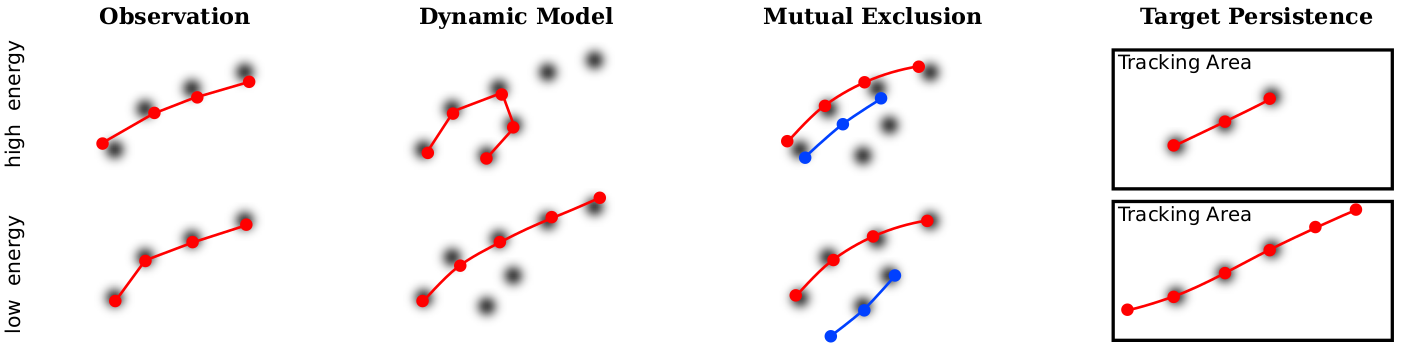 Observation
Dynamic Model
Mutual Exclusion
Target Persistence
high energy
Tracking Area
low energy
Tracking Area